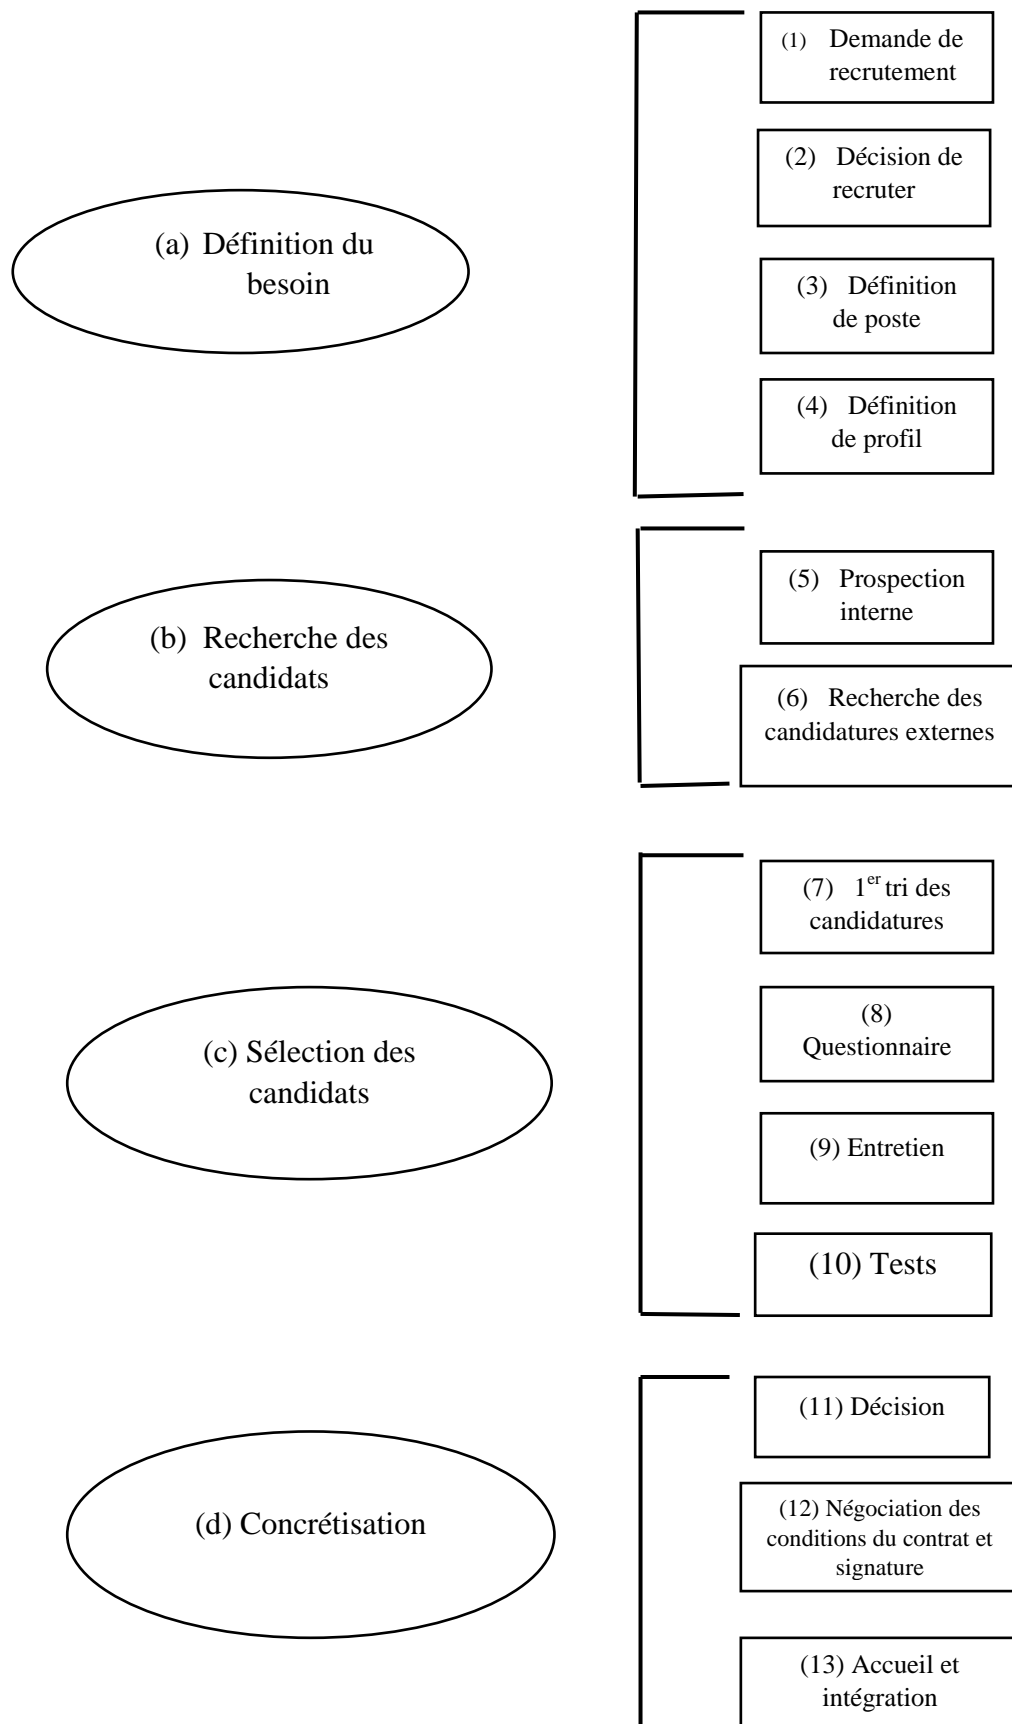 (1) Demande de
recrutement
(2) Décision de
recruter
(a) Définition du
besoin
(3) Définition
de poste
(4) Définition
de profil
(5) Prospection
interne
(b) Recherche des
candidats
(6) Recherche des
candidatures externes
(7) 1er tri des
candidatures
(8)
Questionnaire
(c) Sélection des
candidats
(9) Entretien
(10) Tests
(11) Décision
(d) Concrétisation
(12) Négociation des
conditions du contrat et
signature
(13) Accueil et
intégration